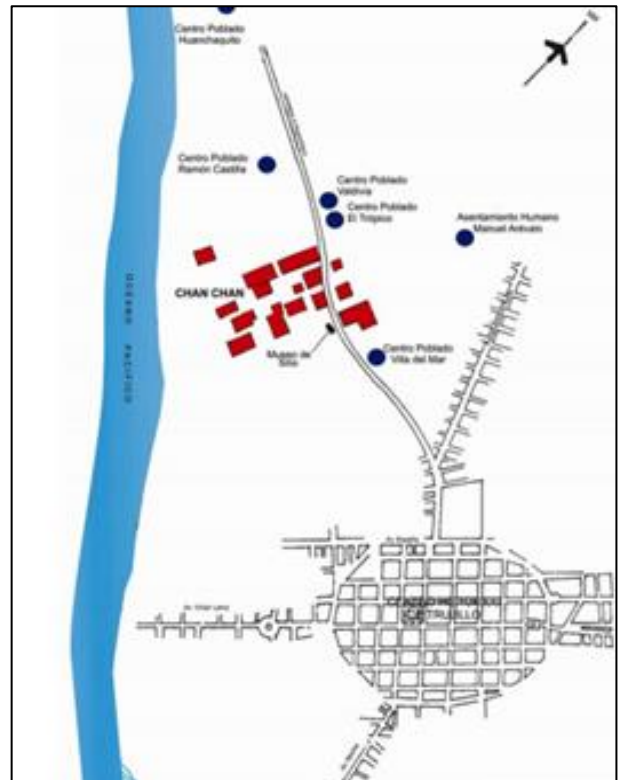 Centro Poblado
Huanchaquito
Centro Poblado
Ramón Castilla
Centro Poblado
Valdivia
Centro Poblado
El Trópico
Asentamiento Humano
Manuel Arévalo
CHAN CHAN
Museo de
Sitio
Centro Poblado
Villa del Mar
OCEANO PACIFICO
CENTRO HISTORICO
DE TRUJILLO